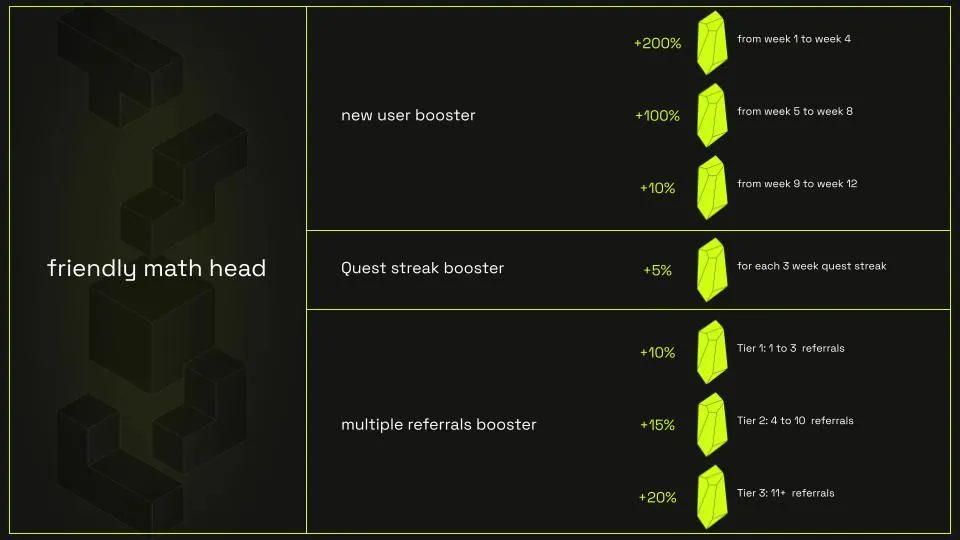 friendly math head
new user booster
+200%
from week 1 to week 4
+100%
from week 5 to week 8
+10%
from week 9 to week 12
Quest streak booster
+5%
for each 3 week quest streak
multiple referrals booster
+10%
Tier 1: 1 to 3 referrals
+15%
Tier 2: 4 to 10 referrals
+20%
Tier 3: 11+ referrals